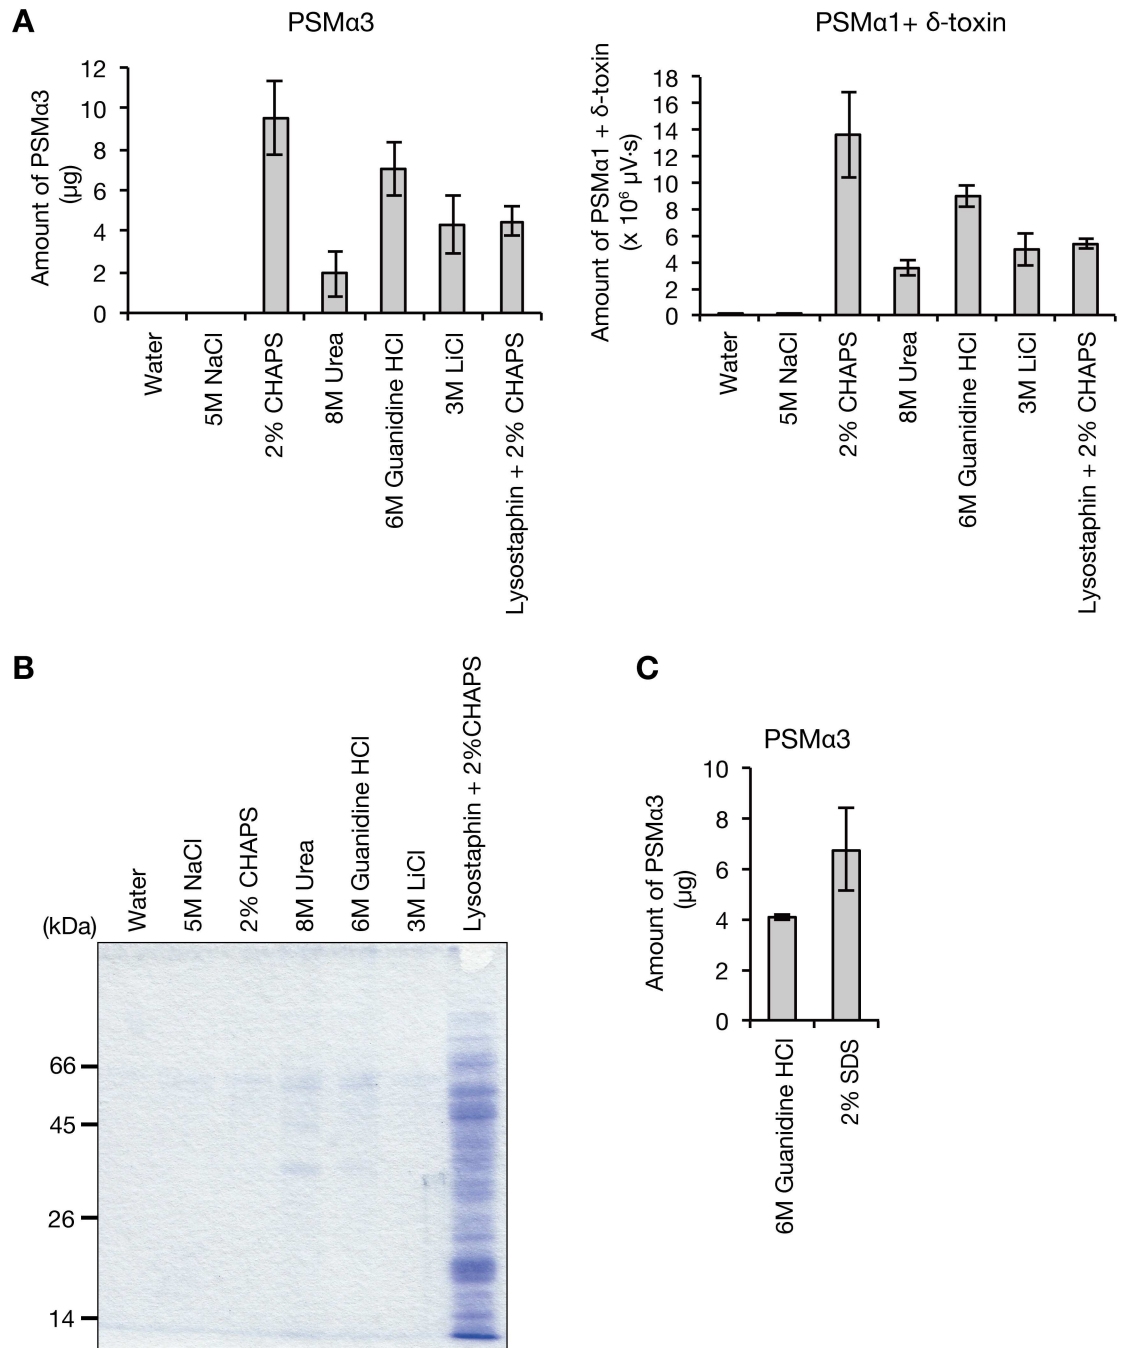 A
PSMα3
Amount of PSMα3
(µg)
12
10
8
6
4
2
0
Water
5M NaCl
2% CHAPS
8M Urea
6M Guanidine HCl
3M LiCl
Lysostaphin + 2% CHAPS
PSMα1+ δ-toxin
Amount of PSMα1 + δ-toxin
(x 10⁶ µV·s)
18
16
14
12
10
8
6
4
2
0
Water
5M NaCl
2% CHAPS
8M Urea
6M Guanidine HCl
3M LiCl
Lysostaphin + 2% CHAPS
B
(kDa)
Water
5M NaCl
2% CHAPS
8M Urea
6M Guanidine HCl
3M LiCl
Lysostaphin + 2%CHAPS
66
45
26
14
C
PSMα3
Amount of PSMα3
(µg)
10
8
6
4
2
0
6M Guanidine HCl
2% SDS